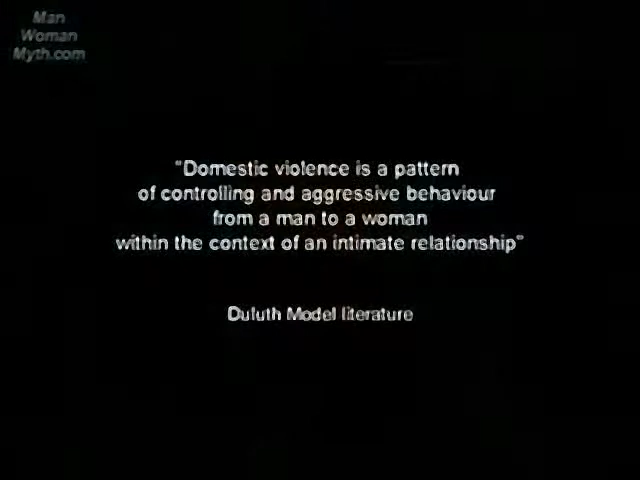 Man
Woman
Myth.com
"Domestic violence is a pattern
of controlling and aggressive behaviour
from a man to a woman
within the context of an intimate relationship"
Duluth Model literature